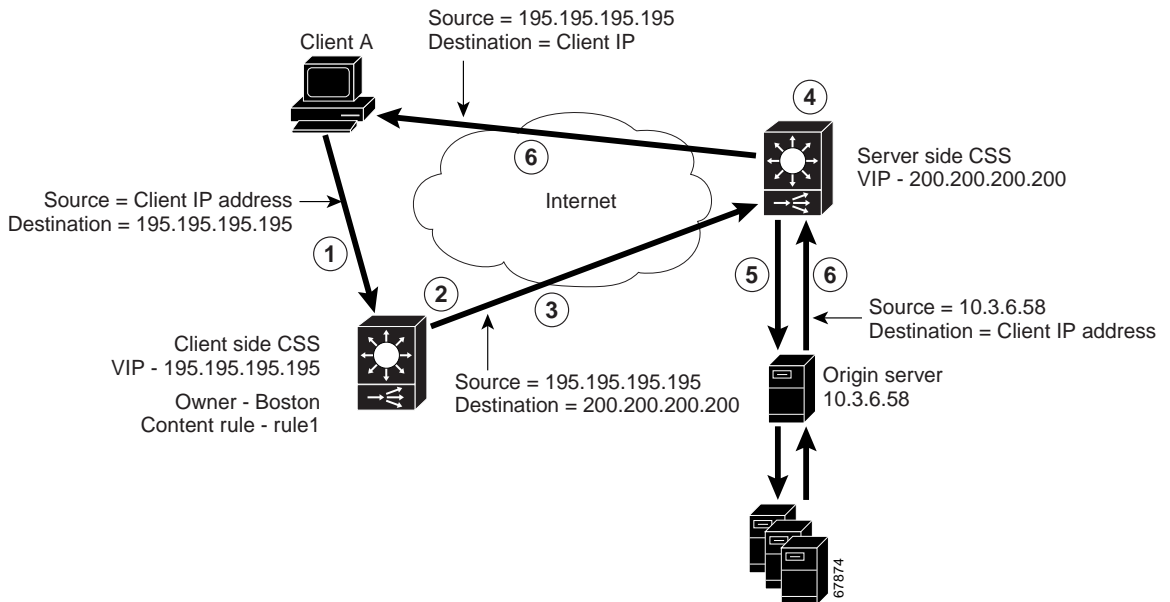 Source = 195.195.195.195
Destination = Client IP
Client A
4
6
Server side CSS
VIP - 200.200.200.200
Internet
Source = Client IP address
Destination = 195.195.195.195
1
2
3
5
6
Source = 10.3.6.58
Destination = Client IP address
Client side CSS
VIP - 195.195.195.195
Owner - Boston
Content rule - rule1
Source = 195.195.195.195
Destination = 200.200.200.200
Origin server
10.3.6.58
67874